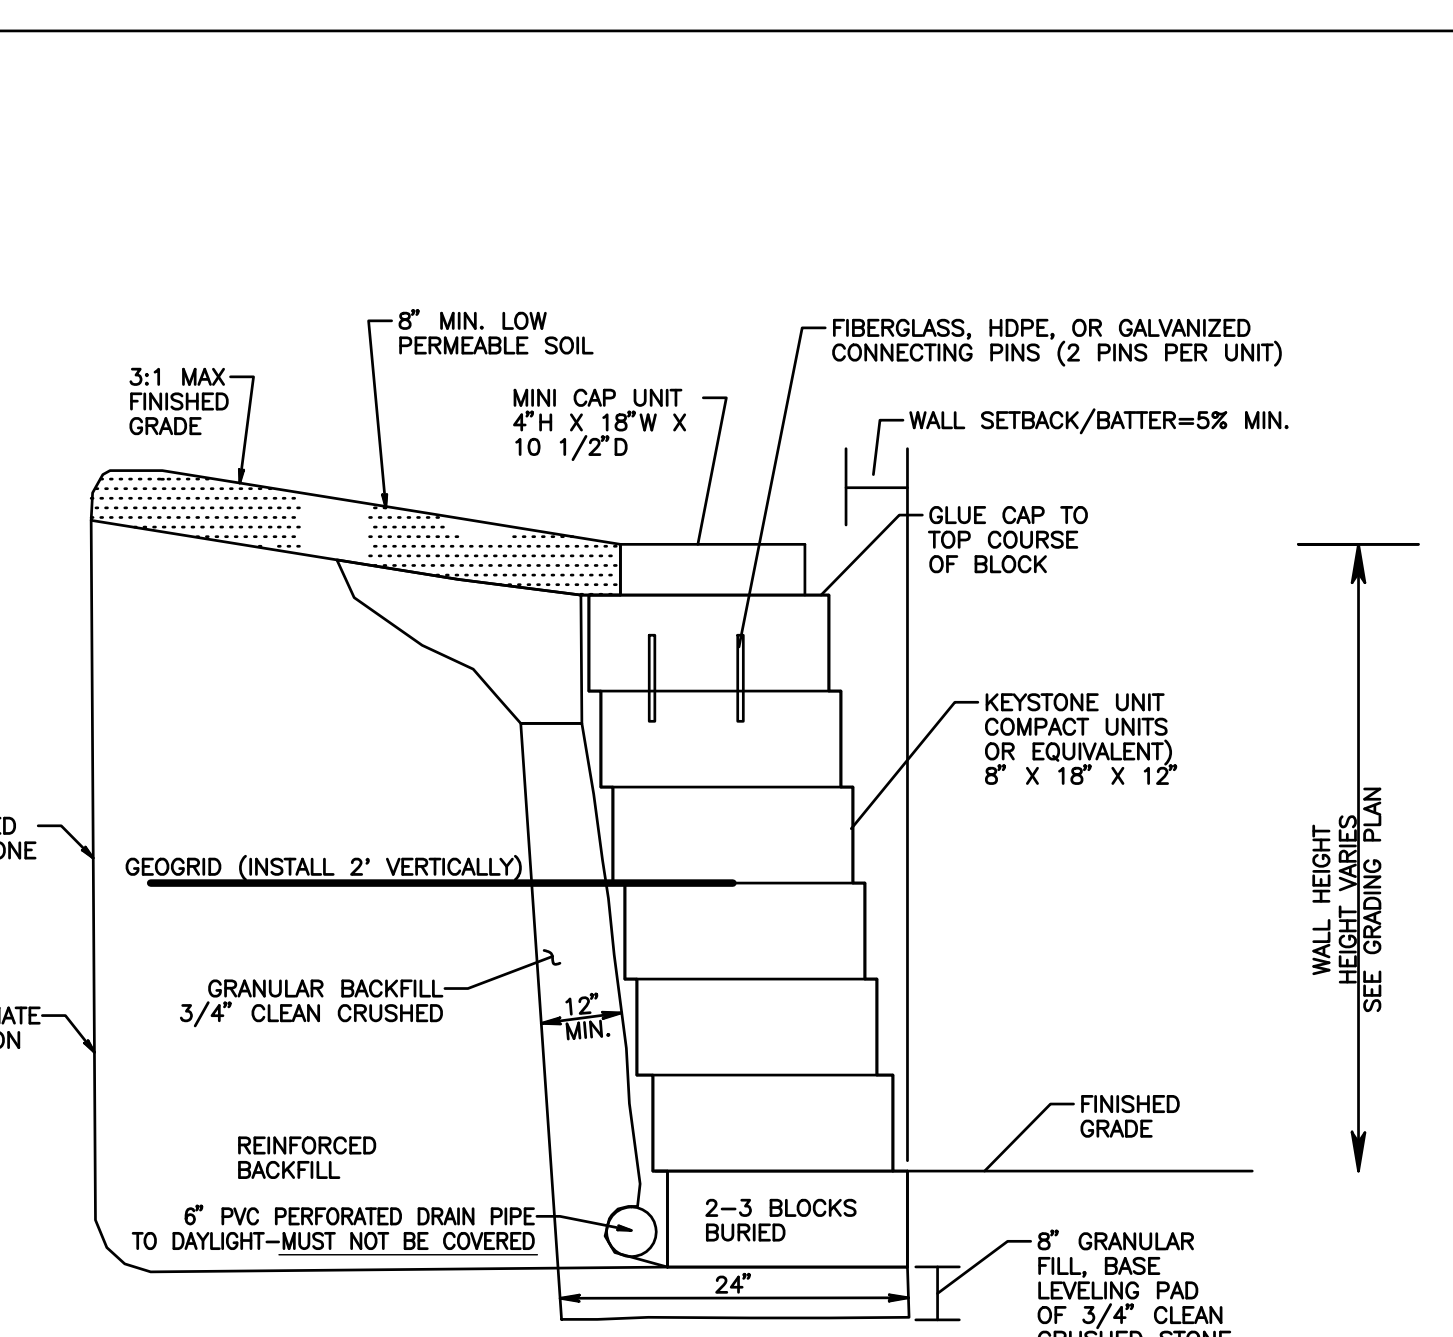 8" MIN. LOW
PERMEABLE SOIL
FIBERGLASS, HDPE, OR GALVANIZED
CONNECTING PINS (2 PINS PER UNIT)
3:1 MAX
FINISHED
GRADE
MINI CAP UNIT
4"H X 18"W X
10 1/2"D
WALL SETBACK/BATTER=5% MIN.
GLUE CAP TO
TOP COURSE
OF BLOCK
KEYSTONE UNIT
COMPACT UNITS
OR EQUIVALENT)
8" X 18" X 12"
WALL HEIGHT
HEIGHT VARIES
SEE GRADING PLAN
ED
ONE
GEOGRID (INSTALL 2' VERTICALLY)
GRANULAR BACKFILL
3/4" CLEAN CRUSHED
12"
MIN.
ATE
ON
FINISHED
GRADE
REINFORCED
BACKFILL
6" PVC PERFORATED DRAIN PIPE
TO DAYLIGHT-MUST NOT BE COVERED
2-3 BLOCKS
BURIED
24"
8" GRANULAR
FILL, BASE
LEVELING PAD
OF 3/4" CLEAN
CRUSHED STONE